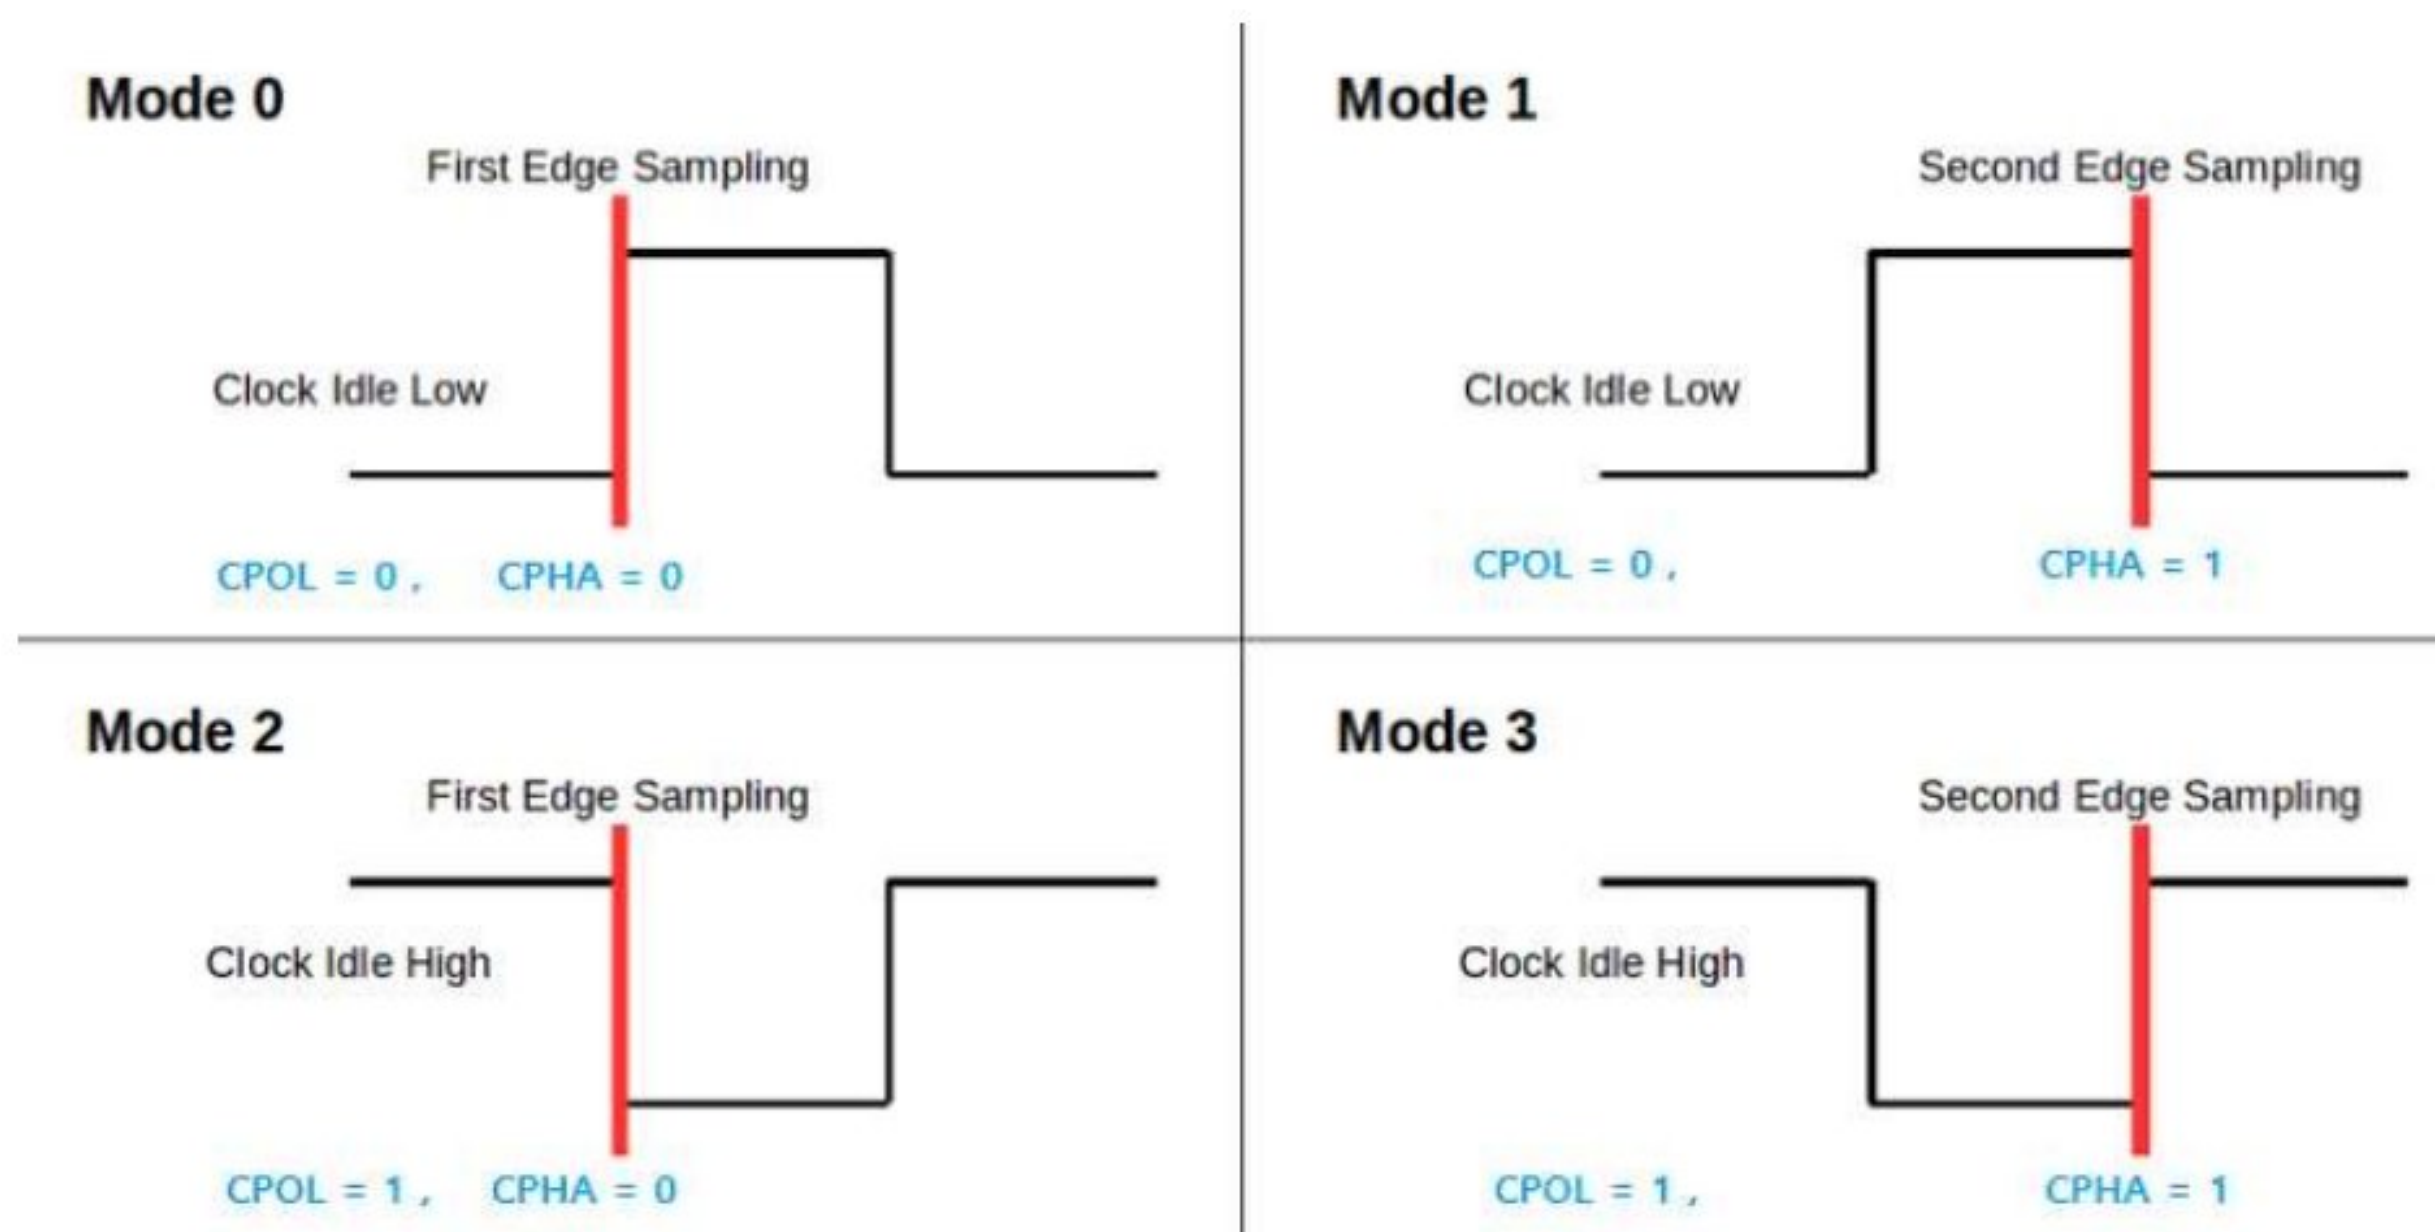 Mode 0
First Edge Sampling
Clock Idle Low
CPOL = 0 , CPHA = 0
Mode 1
Second Edge Sampling
Clock Idle Low
CPOL = 0 , CPHA = 1
Mode 2
First Edge Sampling
Clock Idle High
CPOL = 1 , CPHA = 0
Mode 3
Second Edge Sampling
Clock Idle High
CPOL = 1 , CPHA = 1